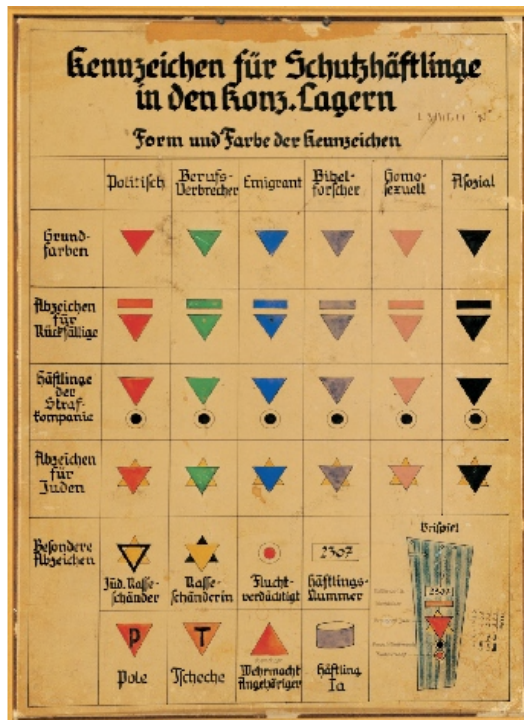 Kennzeichen für Schutzhäftlinge
in den Konz.Lagern
Form und Farbe der Kennzeichen
Politisch
Berufs-
Verbrecher
Emigrant
Bibel-
forscher
Homo-
sexuell
Asozial
Grund-
farben
Abzeichen
für
Rückfällige
Häftlinge
der
Straf-
kompanie
Abzeichen
für
Juden
Besondere
Abzeichen
Jüd. Rasse-
schänder
Rasse-
schänderin
Flucht-
verdächtigt
2307
Häftlings-
Nummer
Beispiel
2307
P
Pole
T
Tscheche
Wehrmacht
Angehöriger
Häftling
Ia